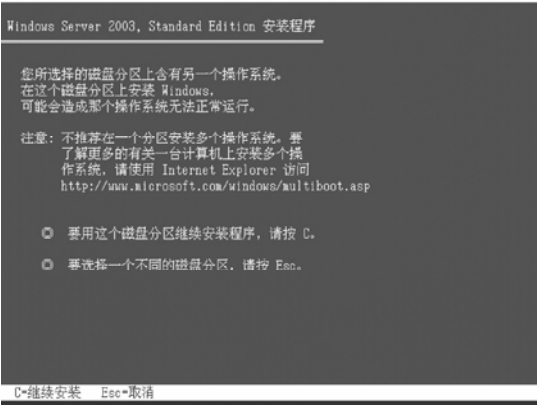 Windows Server 2003, Standard Edition 安装程序
您所选择的磁盘分区上含有另一个操作系统。
在这个磁盘分区上安装 Windows,
可能会造成那个操作系统无法正常运行。
注意: 不推荐在一个分区安装多个操作系统。要
了解更多的有关一台计算机上安装多个操
作系统, 请使用 Internet Explorer 访问
http://www.microsoft.com/windows/multiboot.asp
◎ 要用这个磁盘分区继续安装程序, 请按 C。
◎ 要选择一个不同的磁盘分区, 请按 Esc。
C=继续安装 Esc=取消